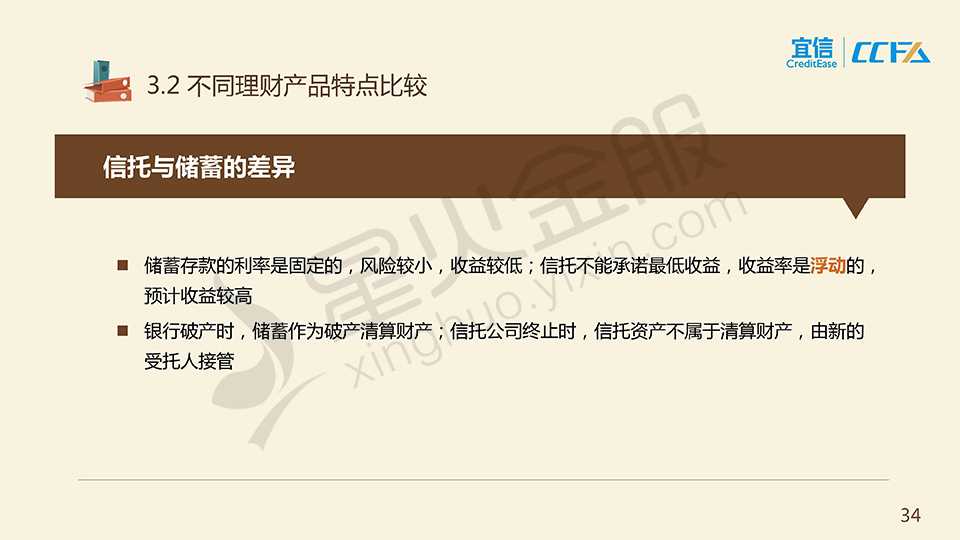 宜信
CreditEase
CCFA
3.2 不同理财产品特点比较
信托与储蓄的差异
储蓄存款的利率是固定的，风险较小，收益较低；信托不能承诺最低收益，收益率是浮动的，
预计收益较高
银行破产时，储蓄作为破产清算财产；信托公司终止时，信托资产不属于清算财产，由新的
受托人接管
星火金服
xinghuo.yixin.com
34